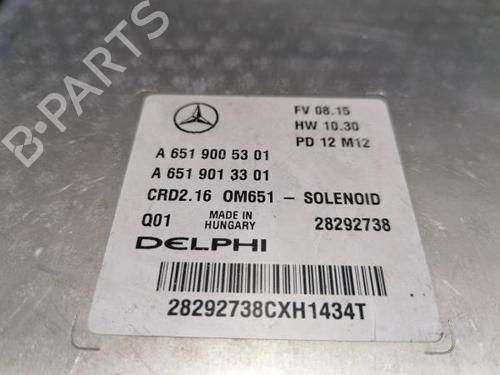 FV 08.15
HW 10.30
PD 12 M12
A 651 900 53 01
A 651 901 33 01
CRD2.16 OM651 - SOLENOID
Q01 MADE IN HUNGARY 28292738
DELPHI
28292738CXH1434T
B-PARTS